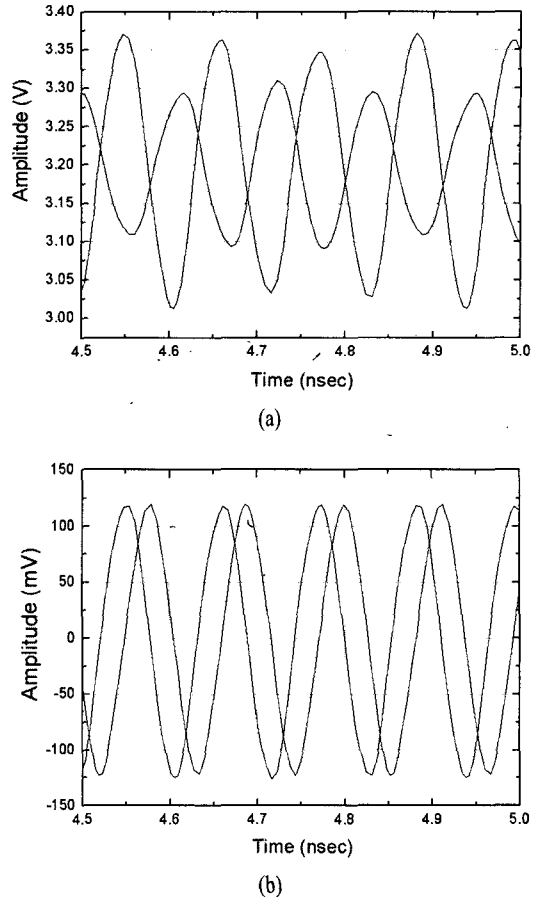 3.40
3.35
3.30
3.25
3.20
3.15
3.10
3.05
3.00
Amplitude (V)
4.5 4.6 4.7 4.8 4.9 5.0
Time (nsec)
(a)
150
100
50
0
-50
-100
-150
Amplitude (mV)
4.5 4.6 4.7 4.8 4.9 5.0
Time (nsec)
(b)